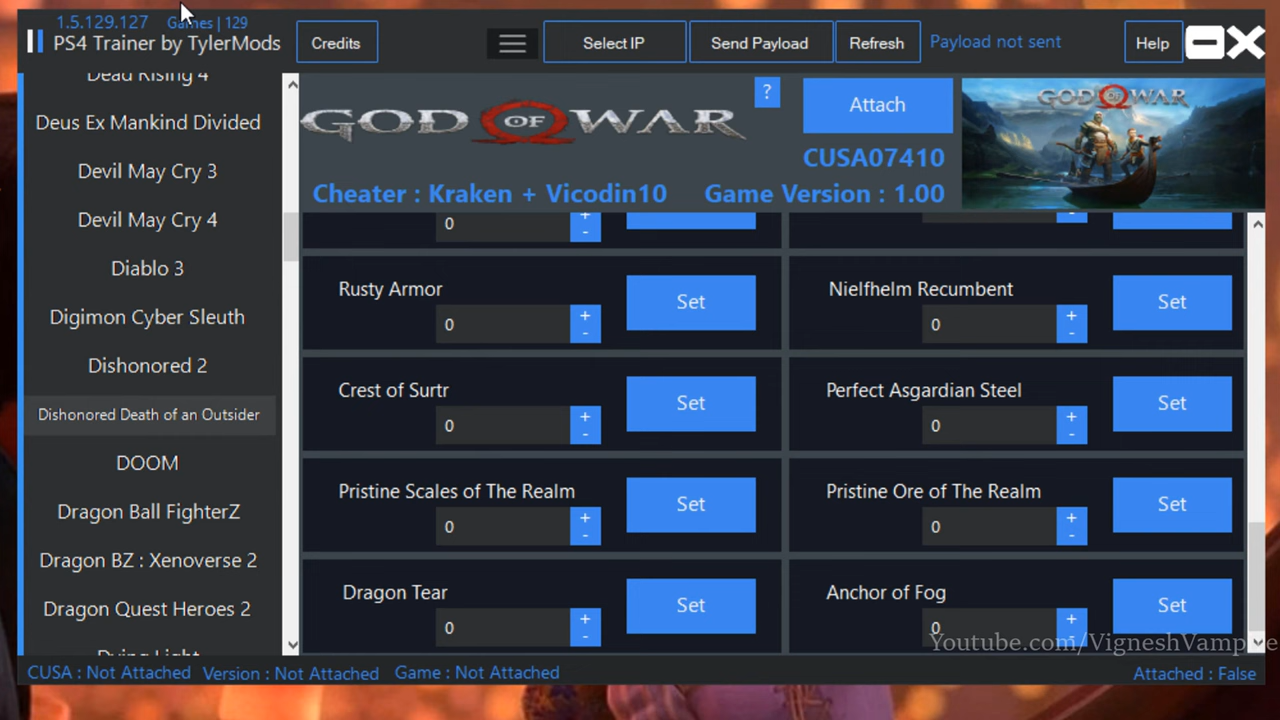 1.5.129.127 Games | 129
PS4 Trainer by TylerMods
Credits
Select IP
Send Payload
Refresh
Payload not sent
Help
Dead Rising 4
Deus Ex Mankind Divided
Devil May Cry 3
Devil May Cry 4
Diablo 3
Digimon Cyber Sleuth
Dishonored 2
Dishonored Death of an Outsider
DOOM
Dragon Ball FighterZ
Dragon BZ : Xenoverse 2
Dragon Quest Heroes 2
Dying Light
GOD OF WAR
?
Attach
CUSA07410
Cheater : Kraken + Vicodin10
Game Version : 1.00
GOD OF WAR
0
+
-
+
-
Rusty Armor
0
+
-
Set
Nielfhelm Recumbent
0
+
-
Set
Crest of Surtr
0
+
-
Set
Perfect Asgardian Steel
0
+
-
Set
Pristine Scales of The Realm
0
+
-
Set
Pristine Ore of The Realm
0
+
-
Set
Dragon Tear
0
+
-
Set
Anchor of Fog
0
+
-
Set
Youtube.com/VigneshVampire
CUSA : Not Attached
Version : Not Attached
Game : Not Attached
Attached : False